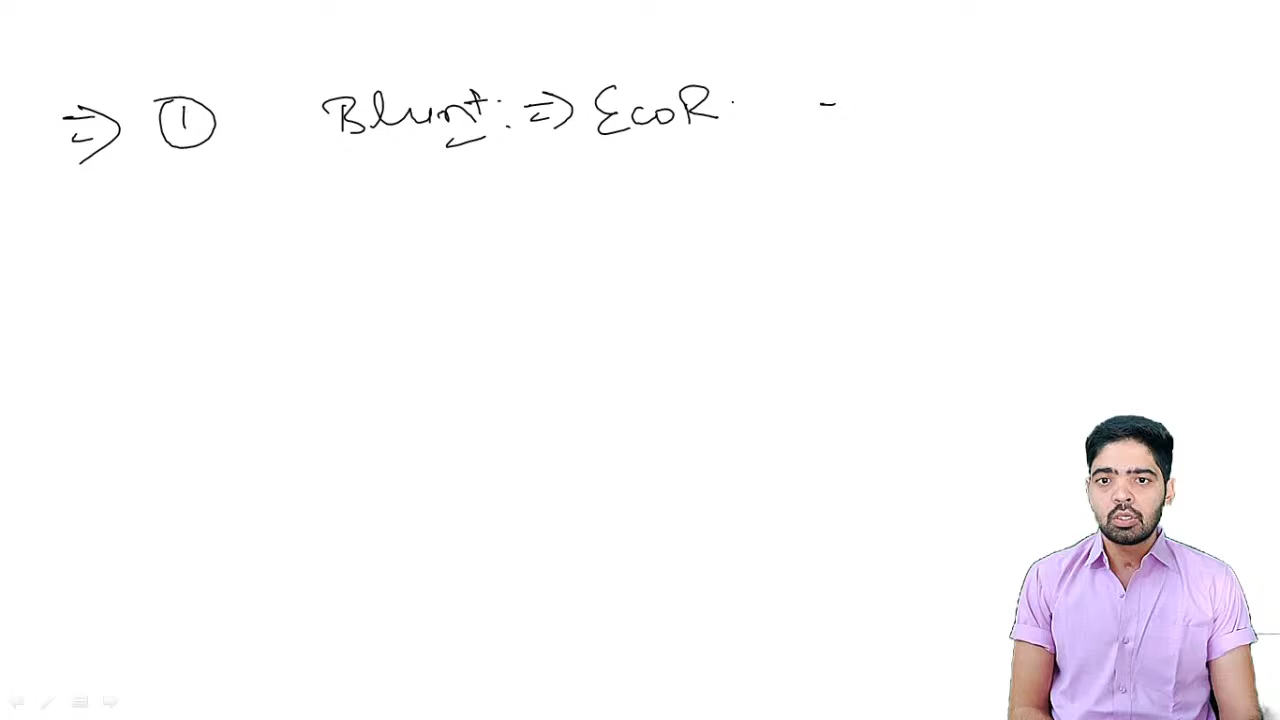 ⇒ ① Blunt : ⇒ EcoR. -